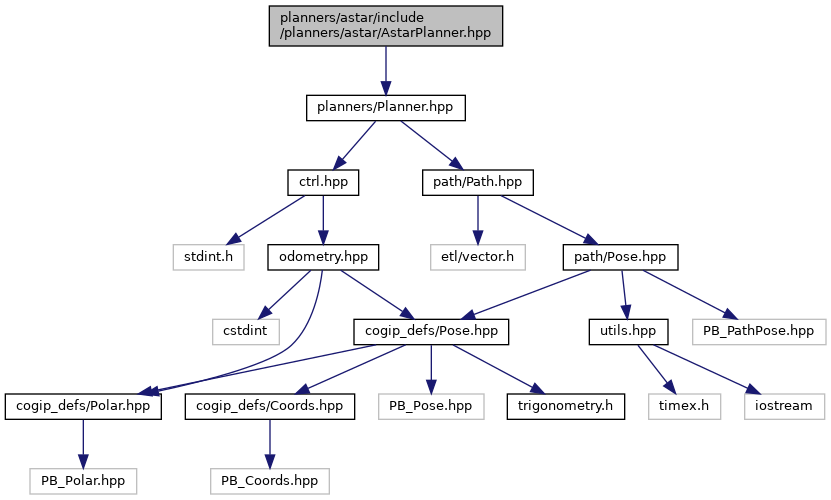 planners/astar/include
/planners/astar/AstarPlanner.hpp
planners/Planner.hpp
ctrl.hpp
path/Path.hpp
stdint.h
odometry.hpp
etl/vector.h
path/Pose.hpp
cstdint
cogip_defs/Pose.hpp
utils.hpp
PB_PathPose.hpp
cogip_defs/Polar.hpp
cogip_defs/Coords.hpp
PB_Pose.hpp
trigonometry.h
timex.h
iostream
PB_Polar.hpp
PB_Coords.hpp